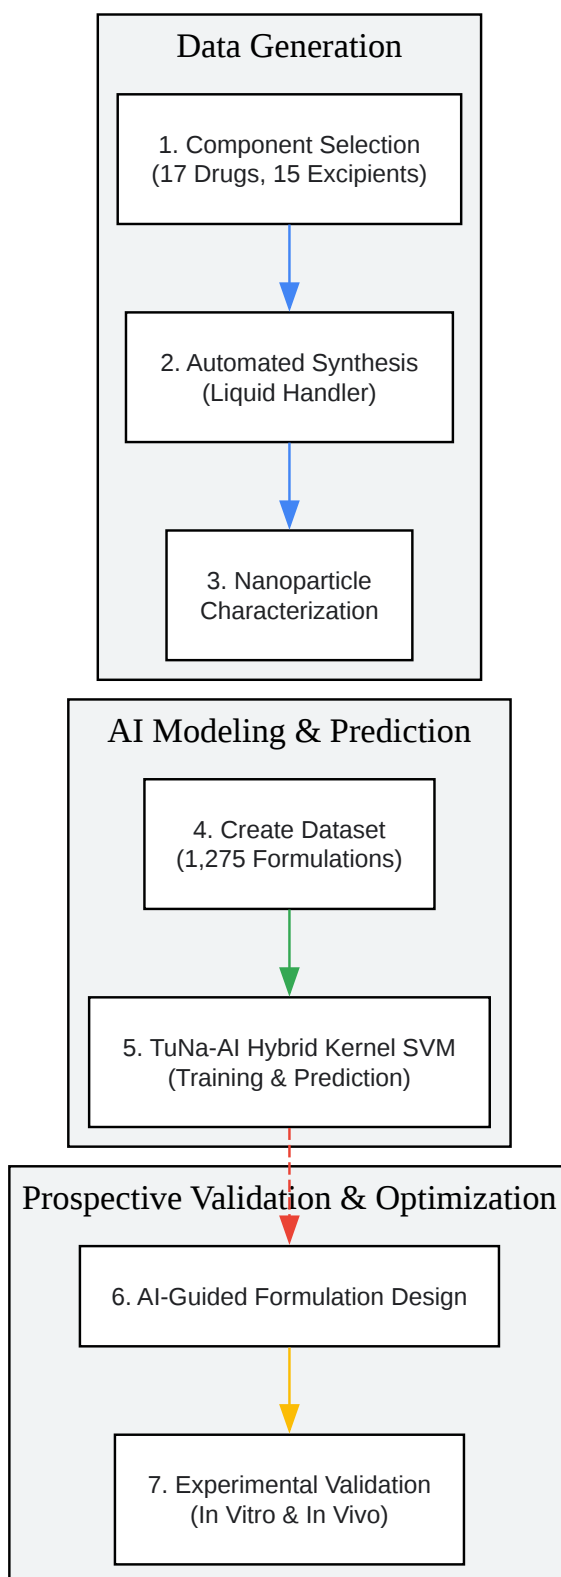 Data Generation
1. Component Selection
(17 Drugs, 15 Excipients)
2. Automated Synthesis
(Liquid Handler)
3. Nanoparticle
Characterization
AI Modeling & Prediction
4. Create Dataset
(1,275 Formulations)
5. TuNa-AI Hybrid Kernel SVM
(Training & Prediction)
Prospective Validation & Optimization
6. AI-Guided Formulation Design
7. Experimental Validation
(In Vitro & In Vivo)